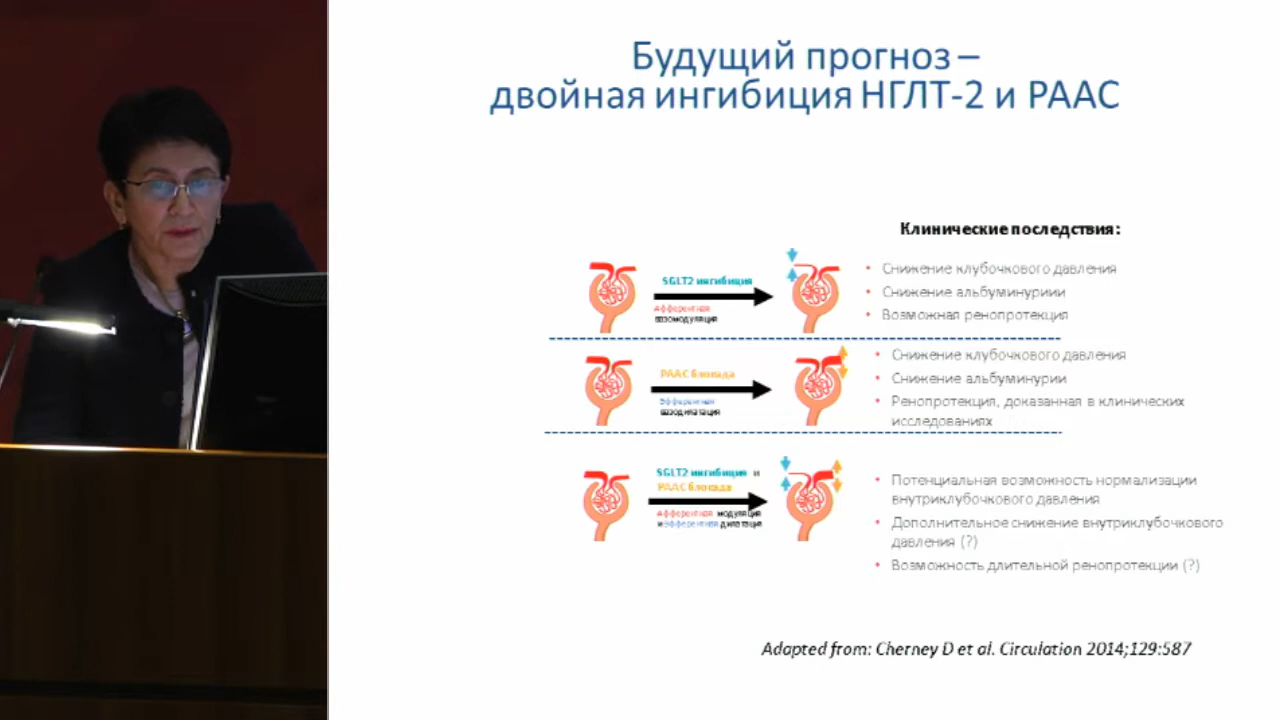 Будущий прогноз –
двойная ингибиция НГЛТ-2 и РААС
Клинические последствия:
SGLT2 ингибиция
Афферентная
вазомодуляция
• Снижение клубочкового давления
• Снижение альбуминуриии
• Возможная ренопротекция
РААС блокада
Эфферентная
вазодилатация
• Снижение клубочкового давления
• Снижение альбуминурии
• Ренопротекция, доказанная в клинических
исследованиях
SGLT2 ингибиция и
РААС блокада
Афферентная модуляция
и эфферентная дилатация
• Потенциальная возможность нормализации
внутриклубочкового давления
• Дополнительное снижение внутриклубочкового
давления (?)
• Возможность длительной ренопротекции (?)
Adapted from: Cherney D et al. Circulation 2014;129:587